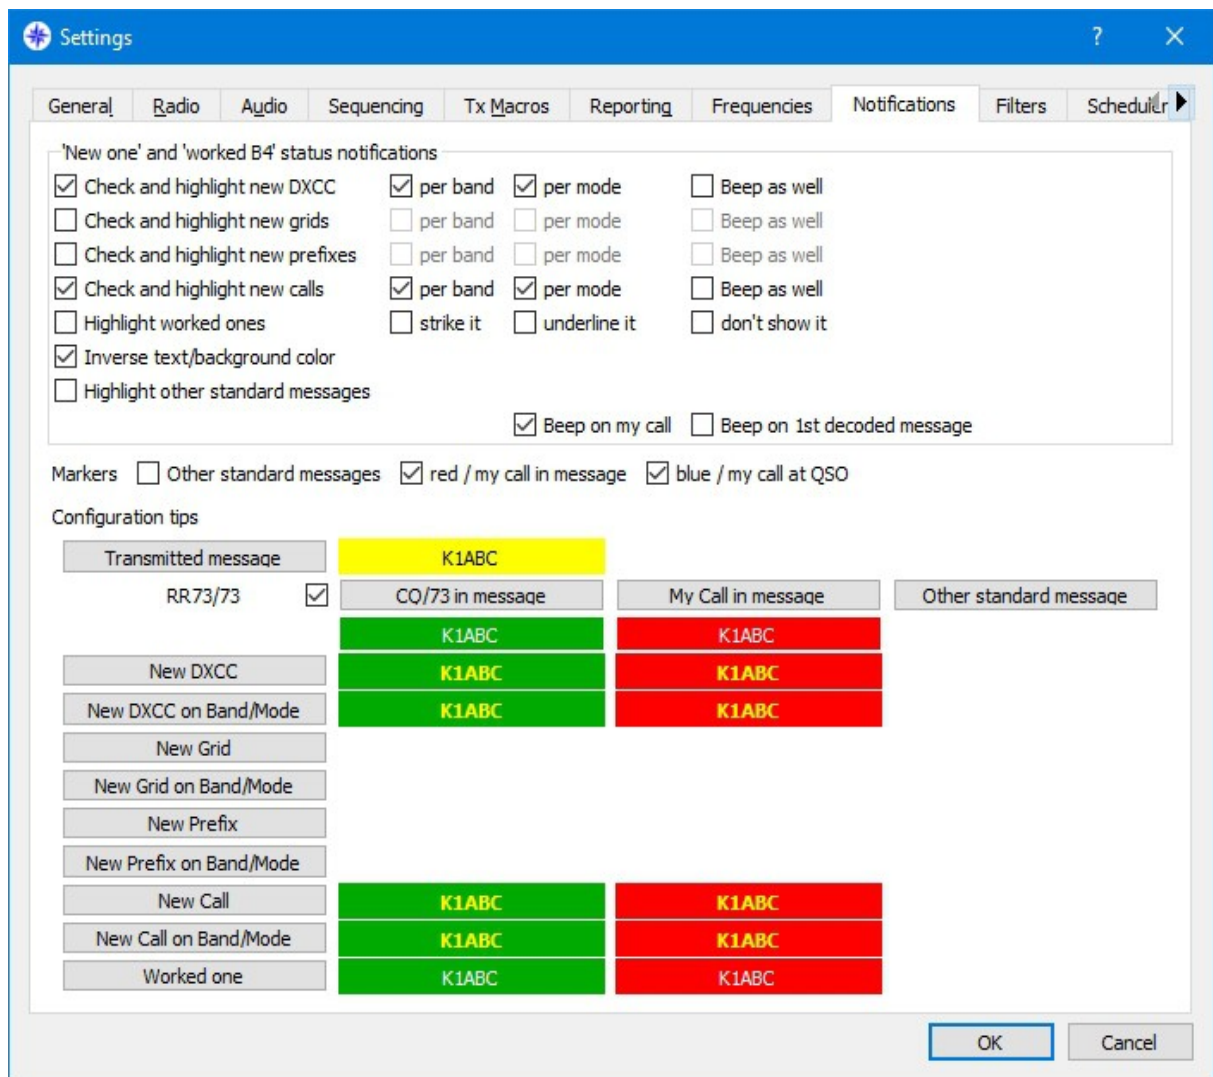 Settings ?
General Radio Audio Sequencing Tx Macros Reporting Frequencies Notifications Filters Scheduler
'New one' and 'worked B4' status notifications
Check and highlight new DXCC per band per mode Beep as well
Check and highlight new grids per band per mode Beep as well
Check and highlight new prefixes per band per mode Beep as well
Check and highlight new calls per band per mode Beep as well
Highlight worked ones strike it underline it don't show it
Inverse text/background color
Highlight other standard messages
Beep on my call Beep on 1st decoded message
Markers Other standard messages red / my call in message blue / my call at QSO
Configuration tips
Transmitted message K1ABC
RR73/73 CQ/73 in message My Call in message Other standard message
K1ABC K1ABC
New DXCC K1ABC K1ABC
New DXCC on Band/Mode K1ABC K1ABC
New Grid
New Grid on Band/Mode
New Prefix
New Prefix on Band/Mode
New Call K1ABC K1ABC
New Call on Band/Mode K1ABC K1ABC
Worked one K1ABC K1ABC
OK Cancel